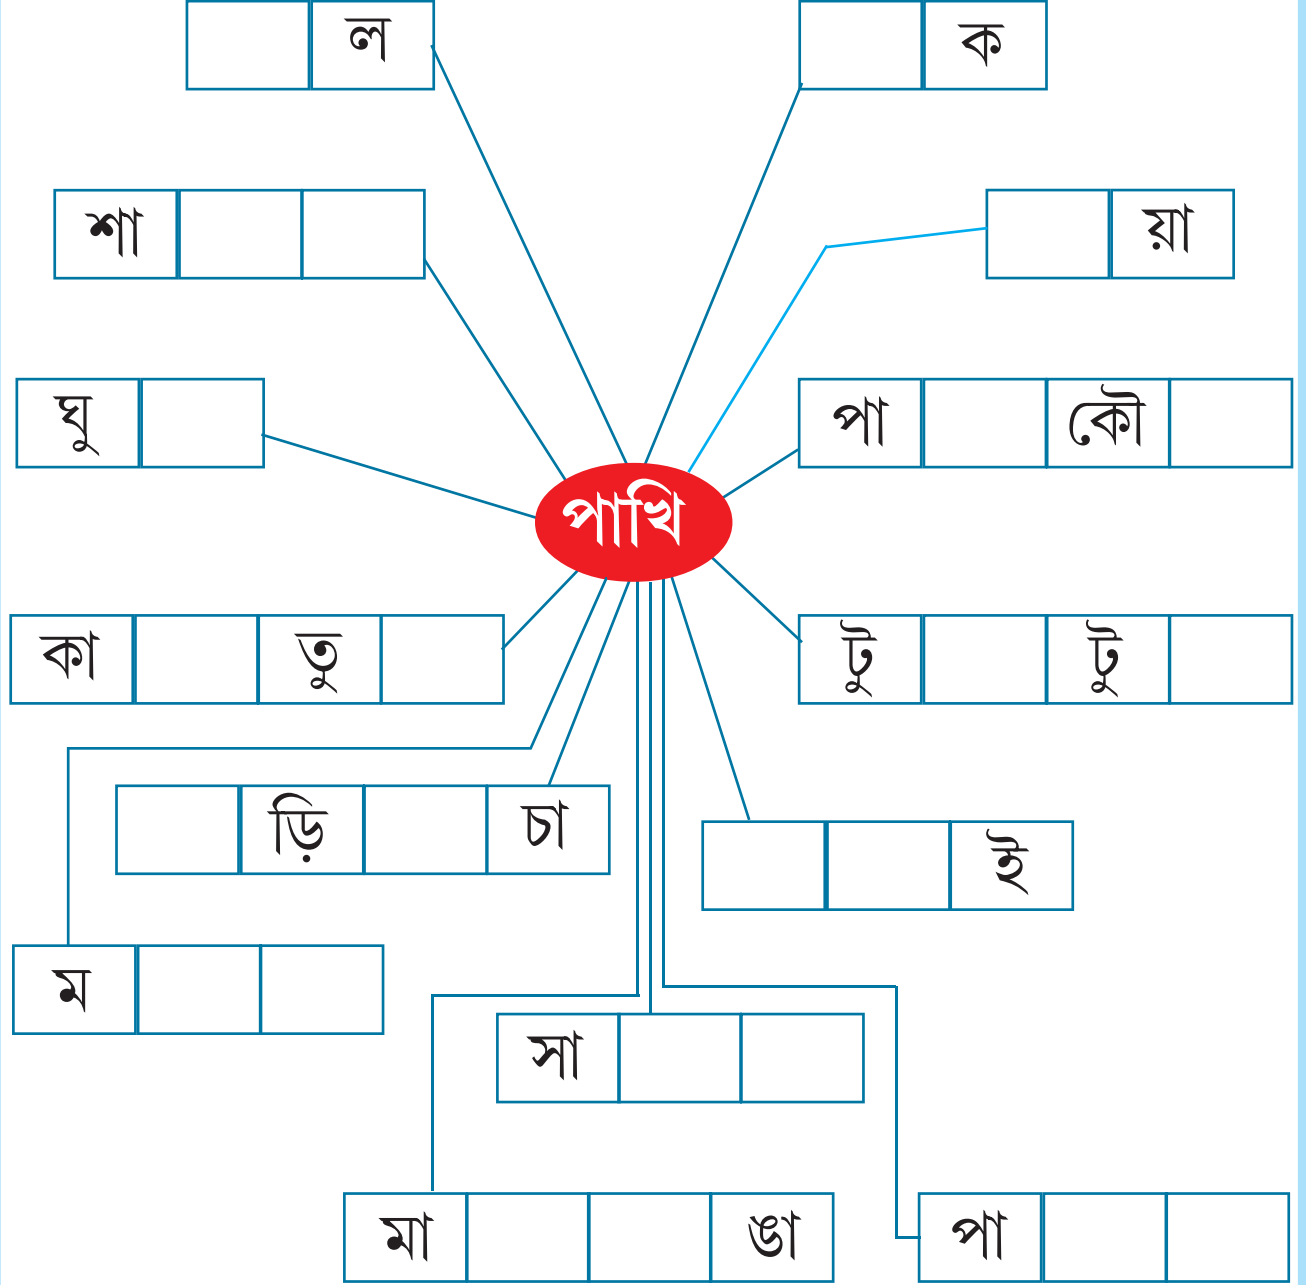 ল
ক
শা
য়া
ঘু
পা কৌ
পাখি
কা তু
টু টু
ড়ি চা
ই
ম
সা
মা ঙা
পা